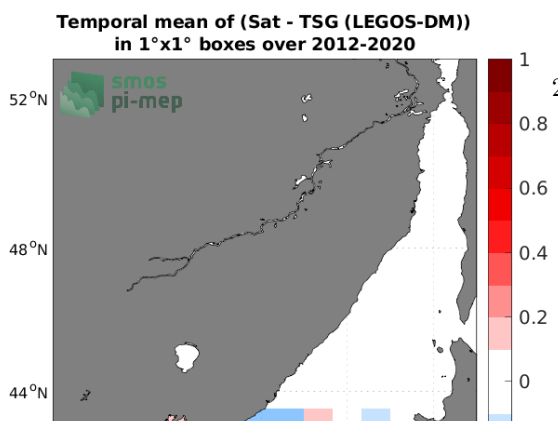 Temporal mean of (Sat - TSG (LEGOS-DM))
in 1°x1° boxes over 2012-2020
smos
pi-mep
52°N
48°N
44°N
1
0.8
0.6
0.4
0.2
0
2